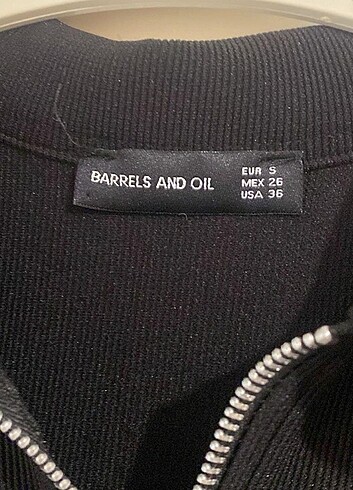 BARRELS AND OIL
EUR S
MEX 26
USA 36